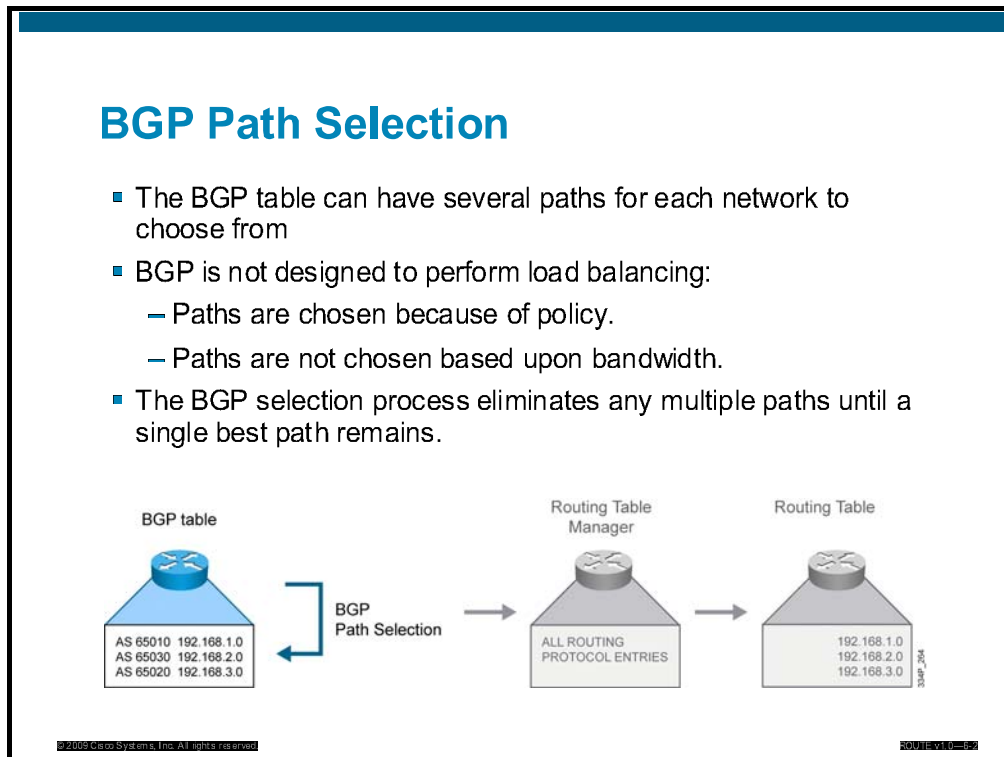 BGP Path Selection
The BGP table can have several paths for each network to
choose from
BGP is not designed to perform load balancing:
– Paths are chosen because of policy.
– Paths are not chosen based upon bandwidth.
The BGP selection process eliminates any multiple paths until a
single best path remains.
BGP table
AS 65010 192.168.1.0
AS 65030 192.168.2.0
AS 65020 192.168.3.0
BGP
Path Selection
Routing Table
Manager
ALL ROUTING
PROTOCOL ENTRIES
Routing Table
192.168.1.0
192.168.2.0
192.168.3.0
334P_264
© 2009 Cisco Systems, Inc. All rights reserved.
ROUTE v1.0—6-2